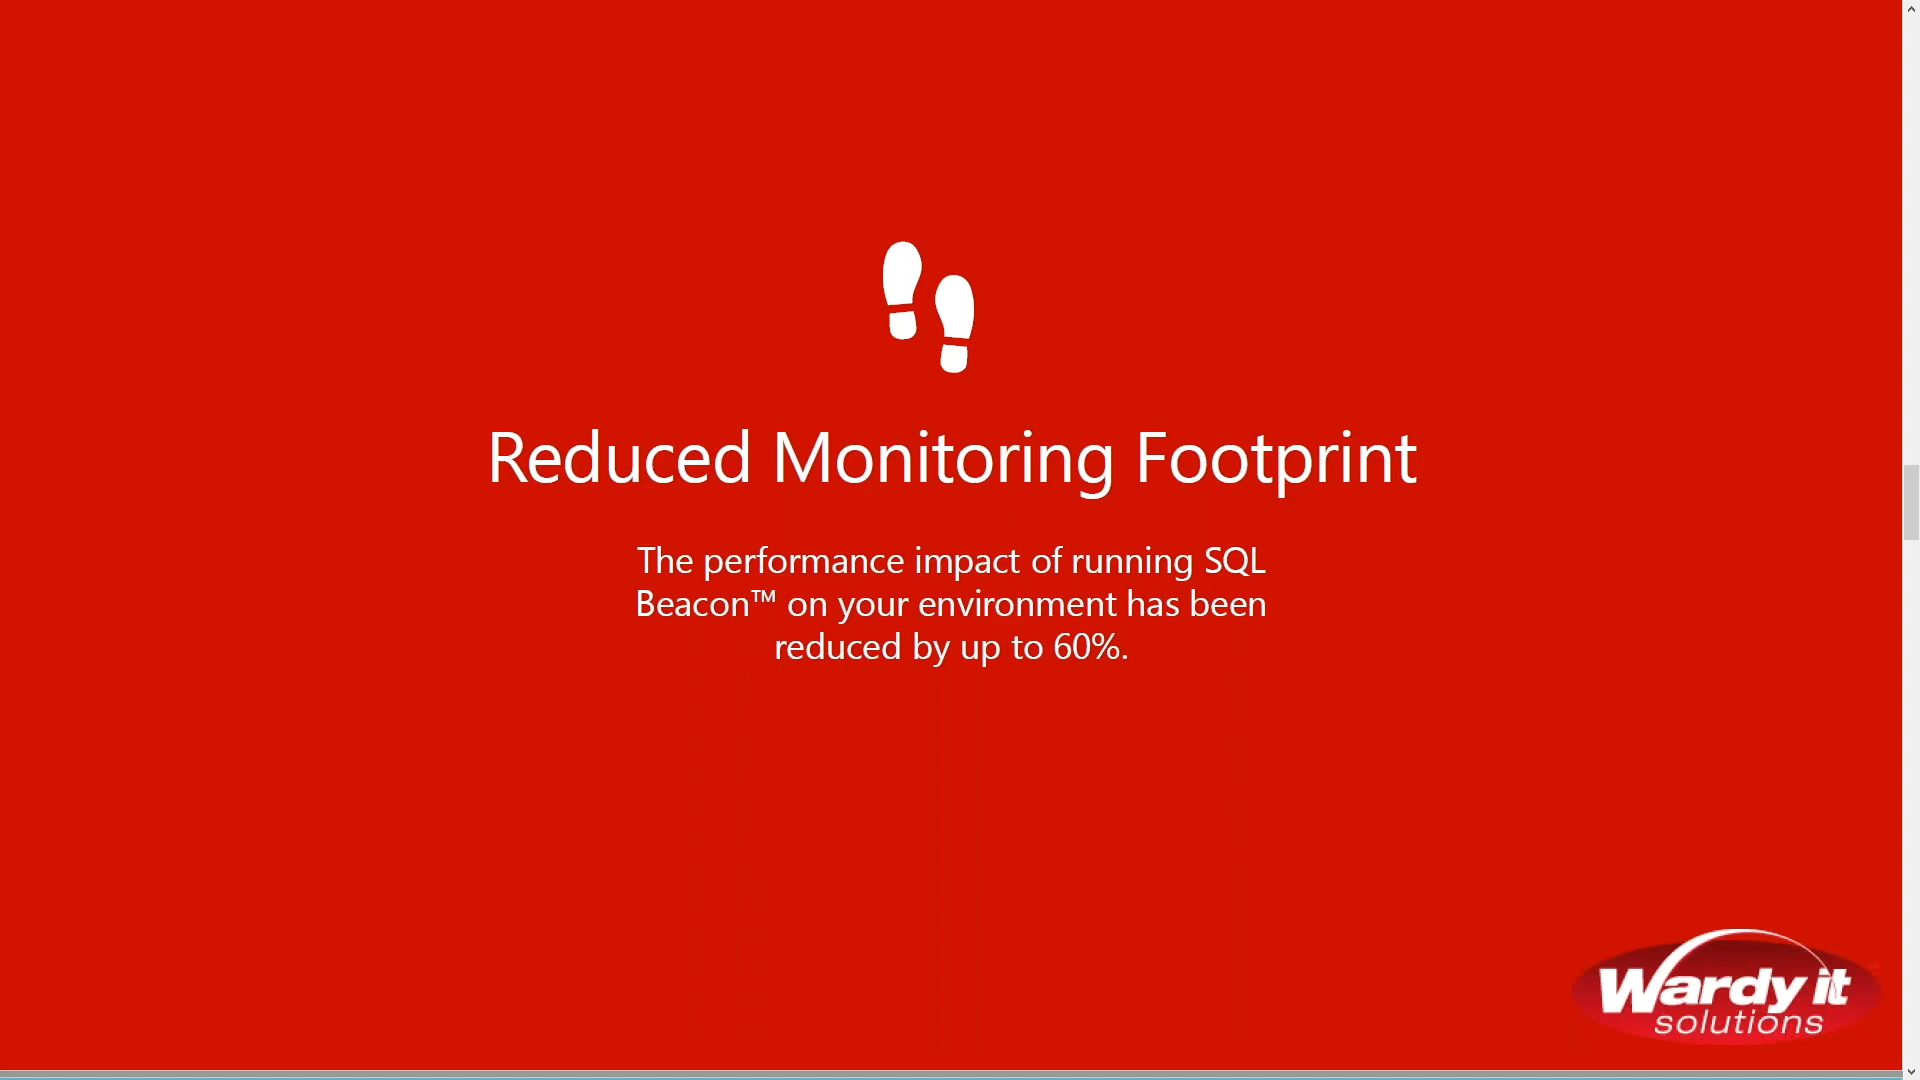 Reduced Monitoring Footprint
The performance impact of running SQL
Beacon™ on your environment has been
reduced by up to 60%.
Wardy it
solutions